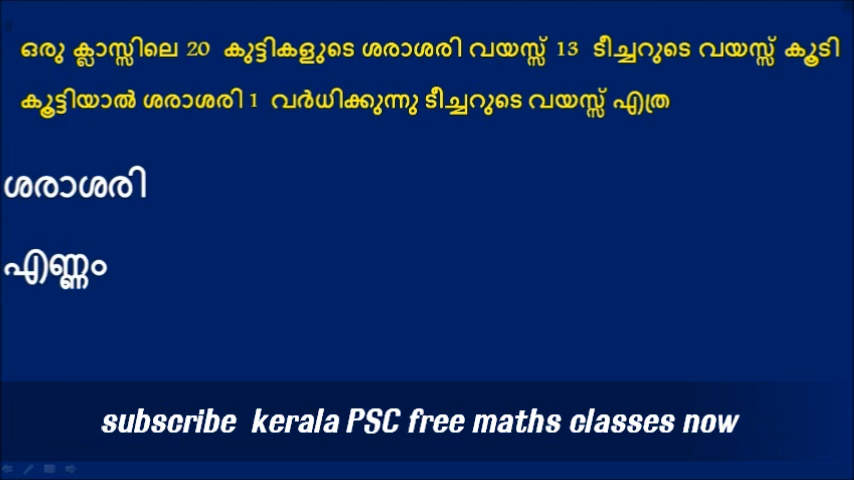 ഒരു ക്ലാസ്സിലെ 20 കുട്ടികളുടെ ശരാശരി വയസ്സ് 13 ടീച്ചറുടെ വയസ്സ് കൂടി
കൂട്ടിയാൽ ശരാശരി 1 വർധിക്കുന്നു ടീച്ചറുടെ വയസ്സ് എത്ര
ശരാശരി
എണ്ണം
subscribe kerala PSC free maths classes now